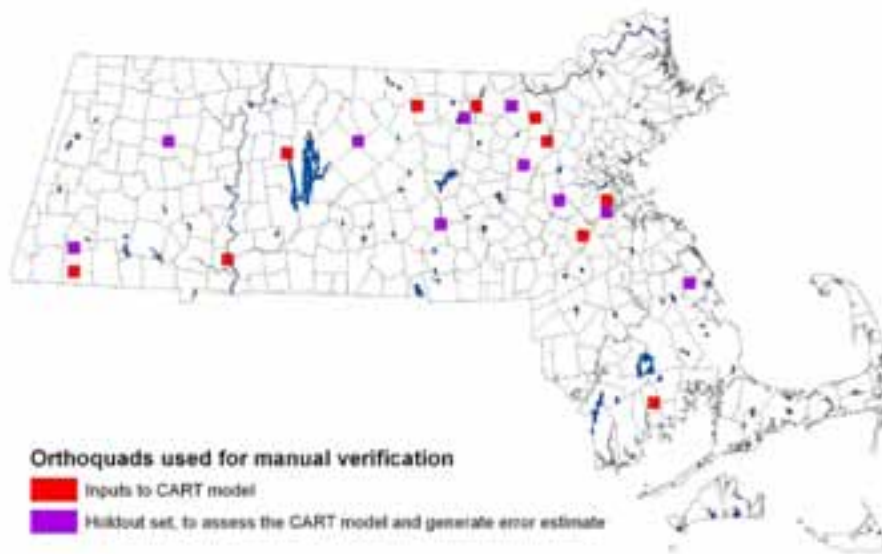 Orthoquads used for manual verification
Inputs to CART model
Holdout set, to assess the CART model and generate error estimate